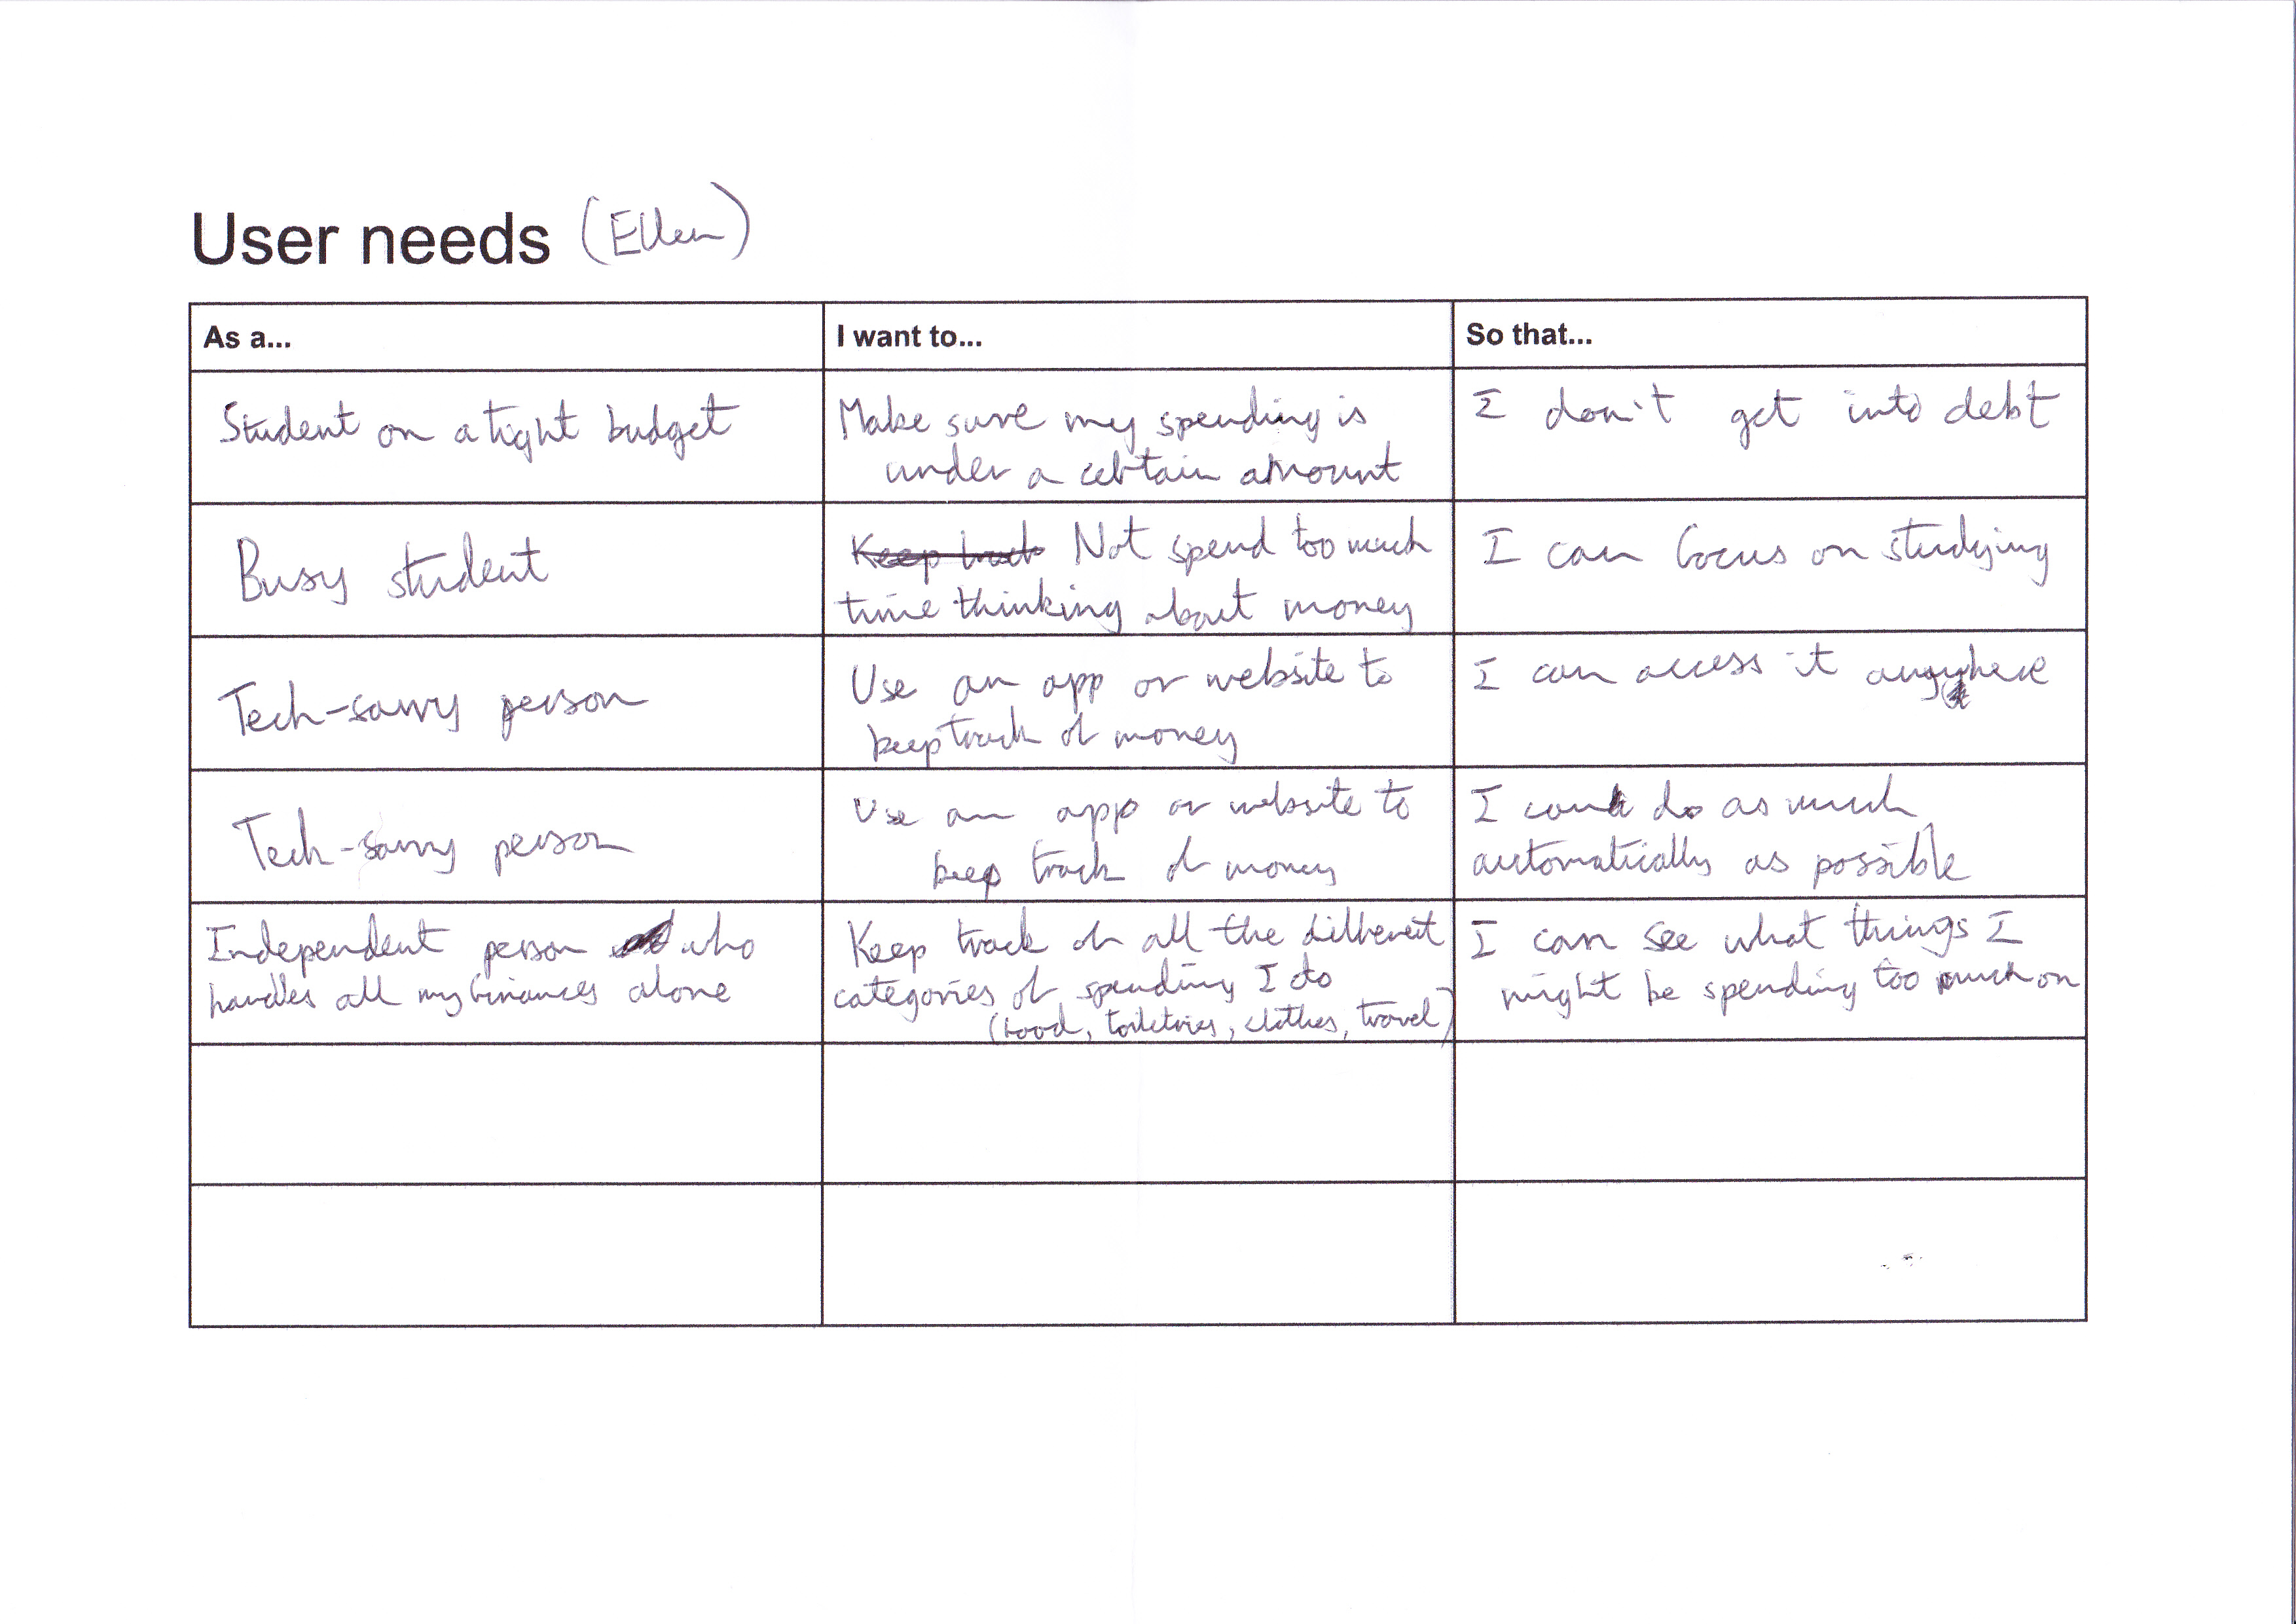 User needs (Ellen)
As a... I want to... So that...
Student on a tight budget
Make sure my spending is
under a certain amount
I don't get into debt
Busy student
Keep track Not spend too much
time thinking about money
I can focus on studying
Tech-savvy person
Use an app or website to
keep track of money
I can access it anywhere
Tech-savvy person
Use an app or website to
keep track of money
I can do as much
automatically as possible
Independent person who
handles all my finances alone
Keep track of all the different
categories of spending I do
(food, toiletries, clothes, travel)
I can see what things I
might be spending too much on